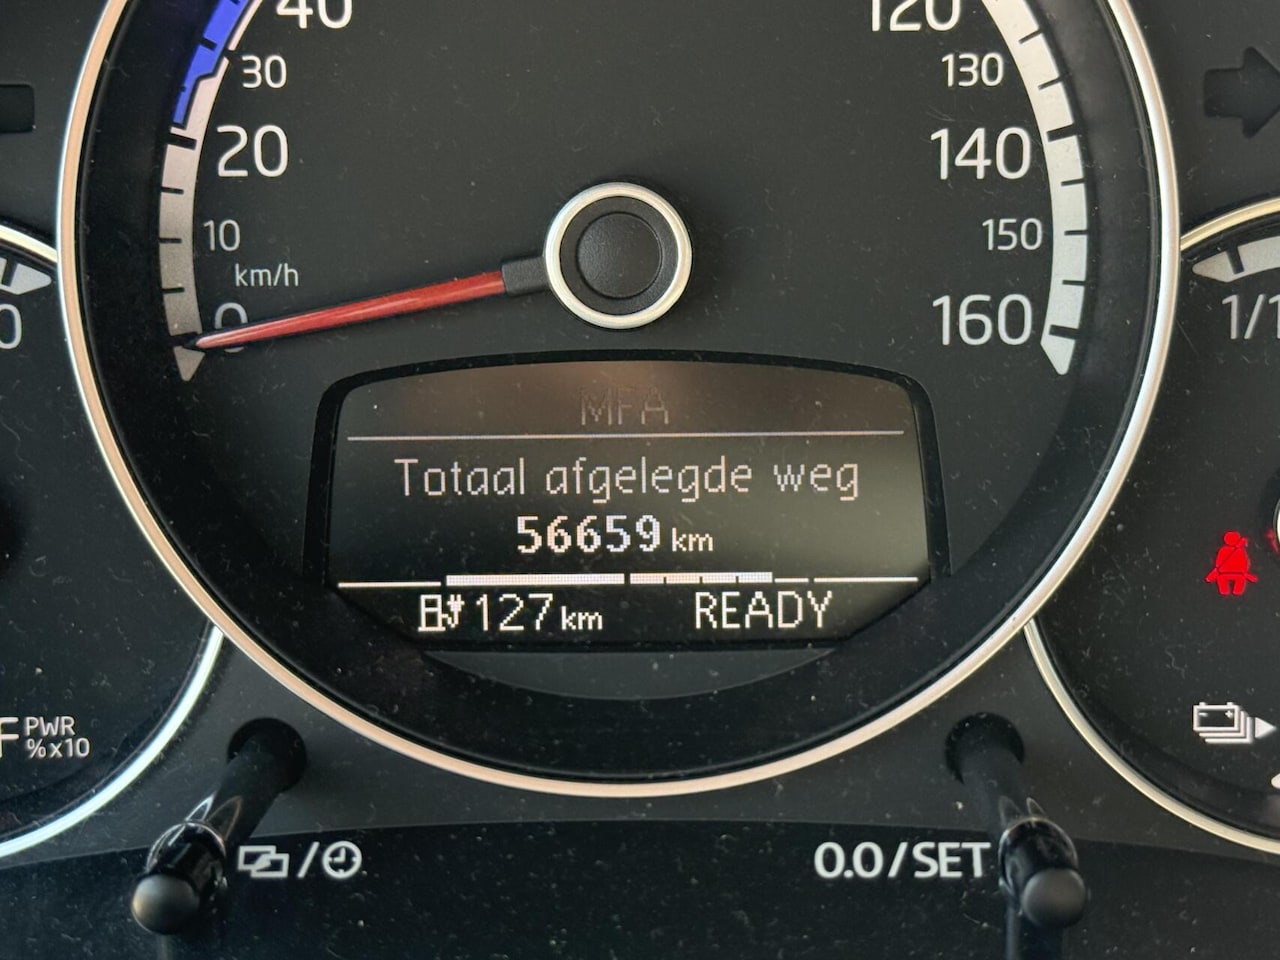 40
120
30
130
20
140
10
150
km/h
0
160
0
1/1
MFA
Totaal afgelegde weg
56659 km
127 km
READY
PWR
%x10
0.0/SET